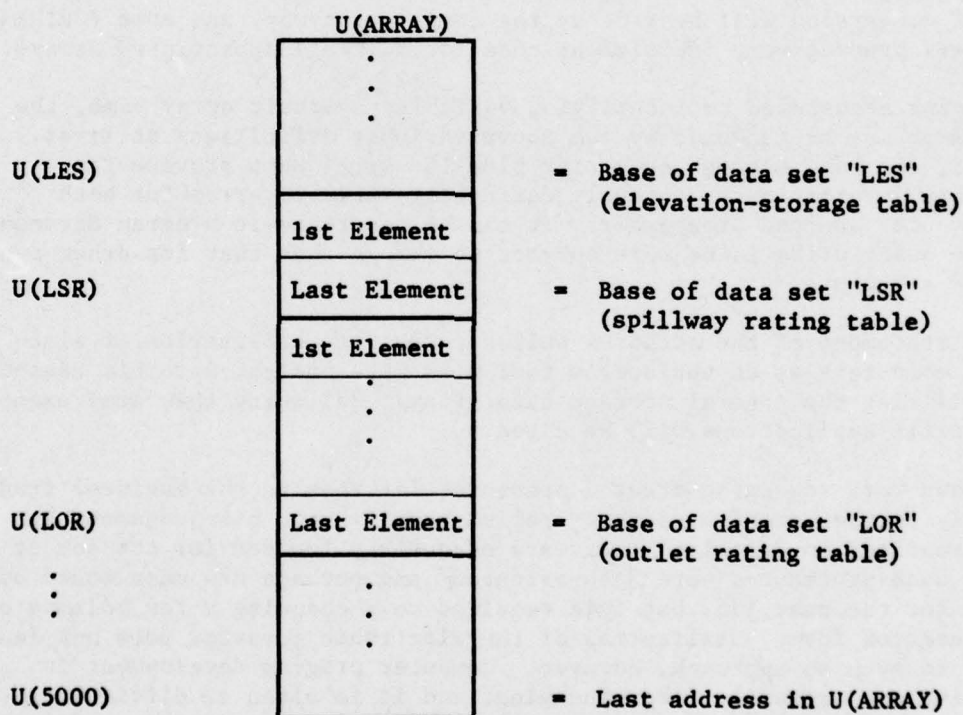 U(ARRAY)
.
.
.
U(LES) = Base of data set "LES"
(elevation-storage table)
1st Element
U(LSR) Last Element = Base of data set "LSR"
(spillway rating table)
1st Element
.
.
.
U(LOR) Last Element = Base of data set "LOR"
(outlet rating table)
.
.
.
.
.
.
U(5000) = Last address in U(ARRAY)